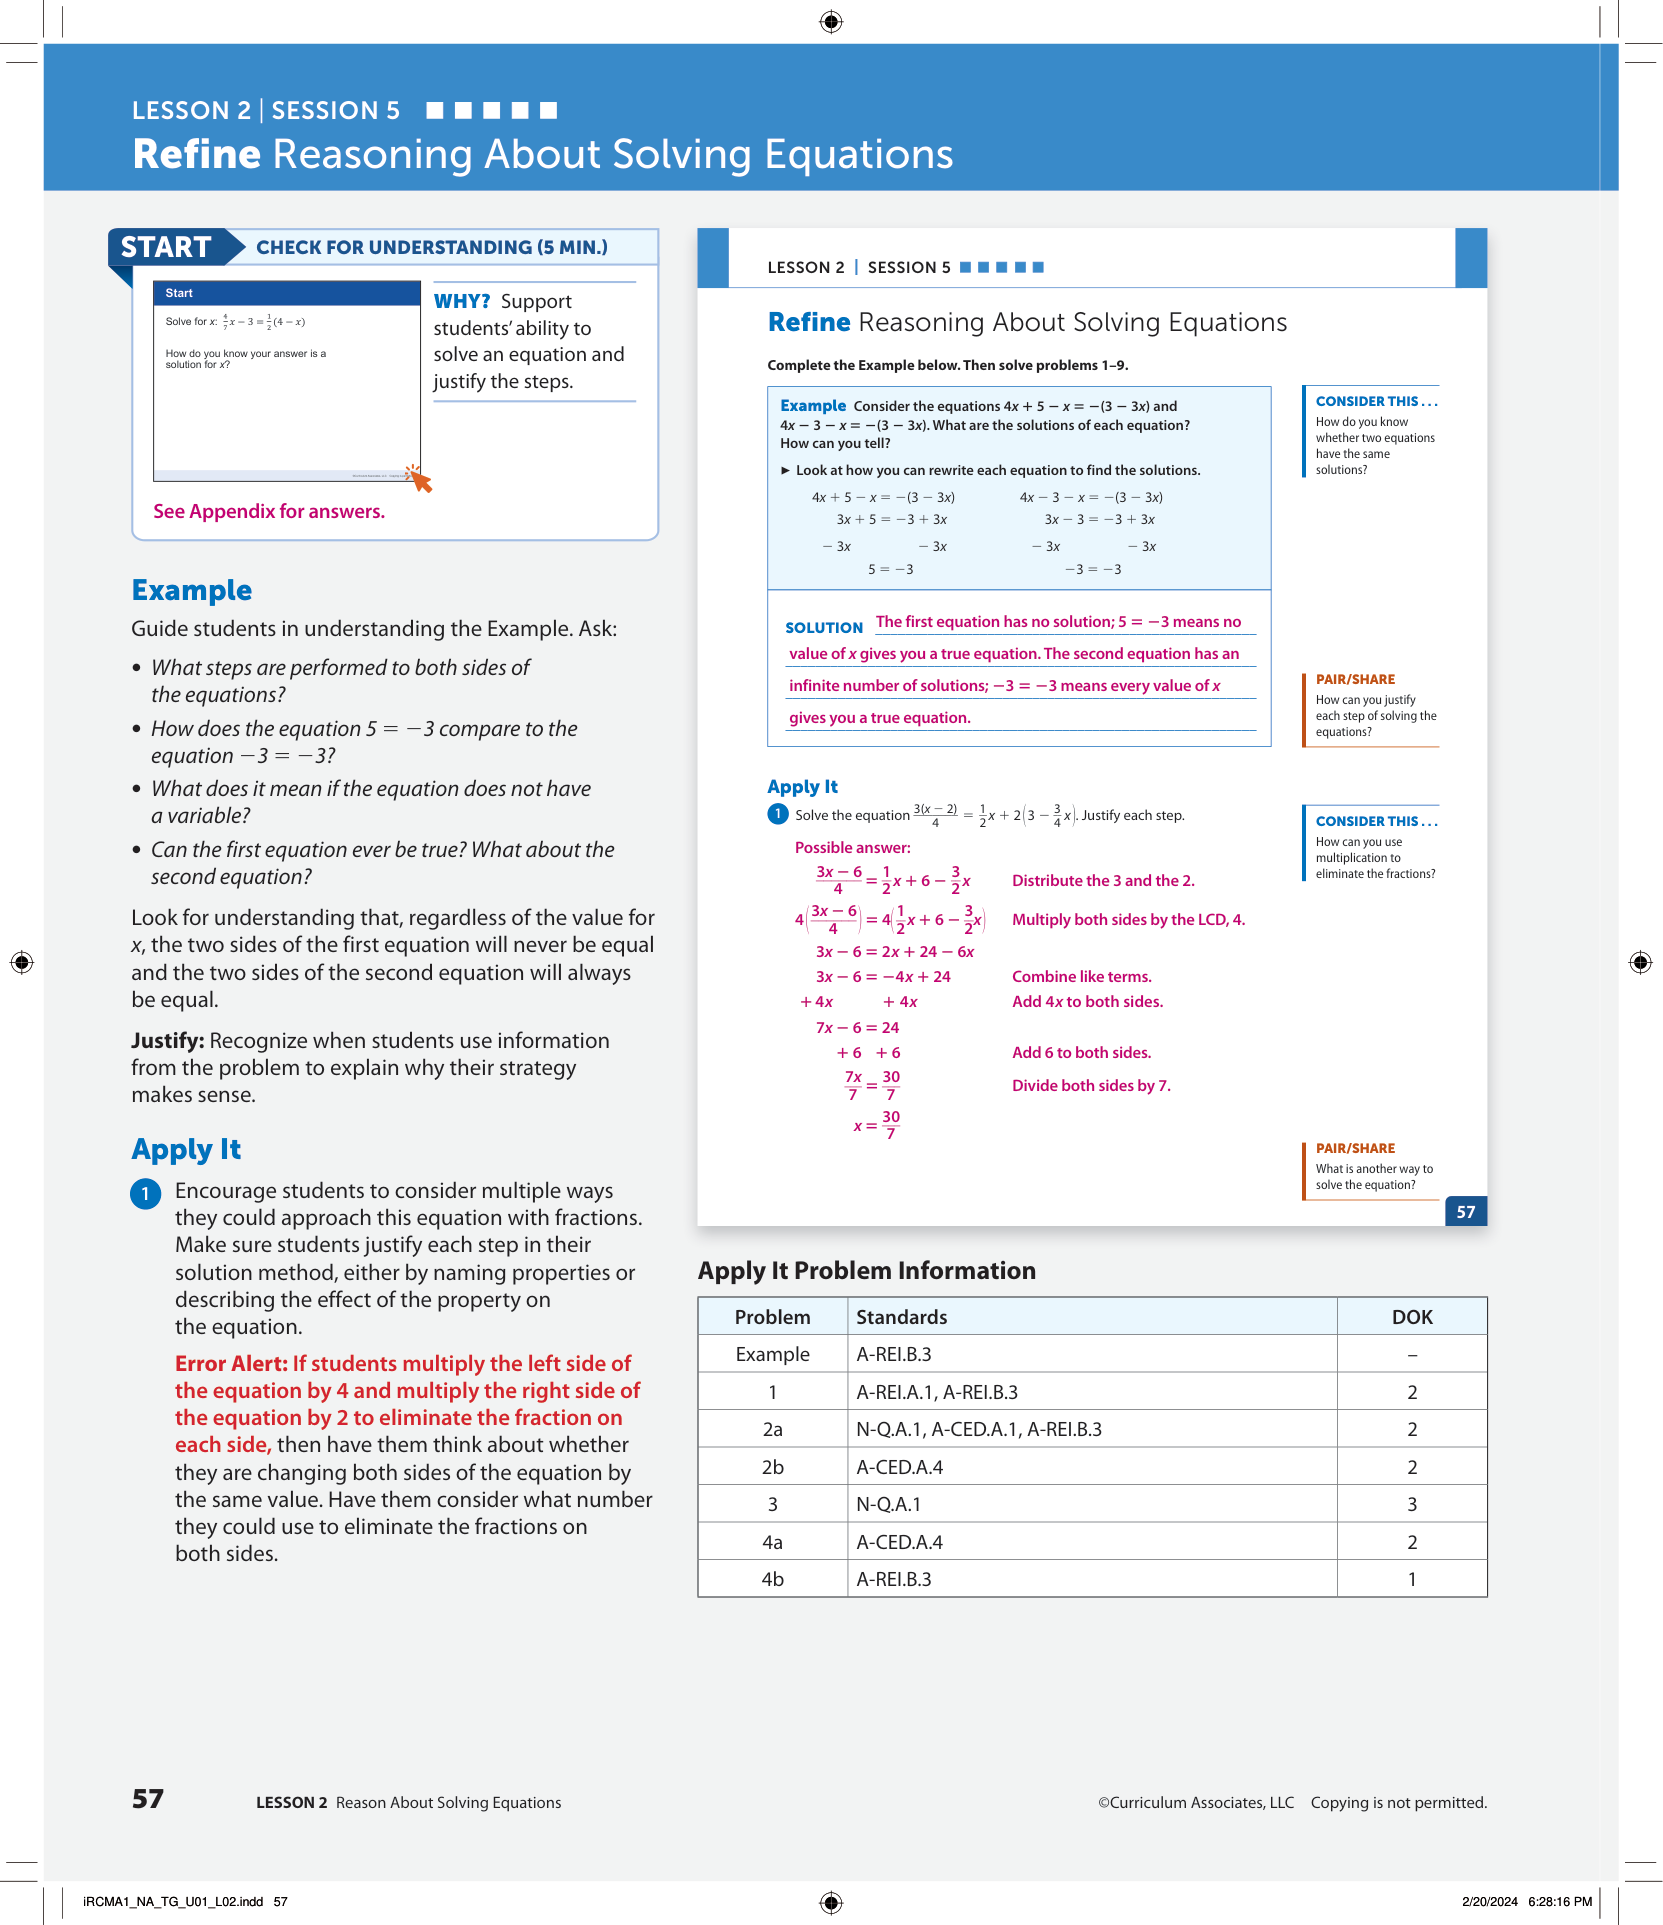 LESSON 2 | SESSION 5
Refine Reasoning About Solving Equations
START
CHECK FOR UNDERSTANDING (5 MIN.)
Start
Solve for x: 4/7 x − 3 = 1/2 (4 − x)
How do you know your answer is a
solution for x?
WHY? Support
students’ ability to
solve an equation and
justify the steps.
See Appendix for answers.
Example
Guide students in understanding the Example. Ask:
• What steps are performed to both sides of
the equations?
• How does the equation 5 = −3 compare to the
equation −3 = −3?
• What does it mean if the equation does not have
a variable?
• Can the first equation ever be true? What about the
second equation?
Look for understanding that, regardless of the value for
x, the two sides of the first equation will never be equal
and the two sides of the second equation will always
be equal.
Justify: Recognize when students use information
from the problem to explain why their strategy
makes sense.
Apply It
1 Encourage students to consider multiple ways
they could approach this equation with fractions.
Make sure students justify each step in their
solution method, either by naming properties or
describing the effect of the property on
the equation.
Error Alert: If students multiply the left side of
the equation by 4 and multiply the right side of
the equation by 2 to eliminate the fraction on
each side, then have them think about whether
they are changing both sides of the equation by
the same value. Have them consider what number
they could use to eliminate the fractions on
both sides.
LESSON 2 | SESSION 5
Refine Reasoning About Solving Equations
Complete the Example below. Then solve problems 1–9.
Example Consider the equations 4x + 5 − x = −(3 − 3x) and
4x − 3 − x = −(3 − 3x). What are the solutions of each equation?
How can you tell?
► Look at how you can rewrite each equation to find the solutions.
4x + 5 − x = −(3 − 3x) 4x − 3 − x = −(3 − 3x)
3x + 5 = −3 + 3x 3x − 3 = −3 + 3x
− 3x − 3x − 3x − 3x
5 = −3 −3 = −3
SOLUTION The first equation has no solution; 5 = −3 means no
value of x gives you a true equation. The second equation has an
infinite number of solutions; −3 = −3 means every value of x
gives you a true equation.
CONSIDER THIS . . .
How do you know
whether two equations
have the same
solutions?
PAIR/SHARE
How can you justify
each step of solving the
equations?
Apply It
1 Solve the equation 3(x − 2)/4 = 1/2 x + 2(3 − 3/4 x). Justify each step.
Possible answer:
(3x − 6)/4 = 1/2 x + 6 − 3/2 x Distribute the 3 and the 2.
4((3x − 6)/4) = 4(1/2 x + 6 − 3/2 x) Multiply both sides by the LCD, 4.
3x − 6 = 2x + 24 − 6x
3x − 6 = −4x + 24 Combine like terms.
+ 4x + 4x Add 4x to both sides.
7x − 6 = 24
+ 6 + 6 Add 6 to both sides.
7x/7 = 30/7 Divide both sides by 7.
x = 30/7
CONSIDER THIS . . .
How can you use
multiplication to
eliminate the fractions?
PAIR/SHARE
What is another way to
solve the equation?
57
Apply It Problem Information
Problem Standards DOK
Example A-REI.B.3 –
1 A-REI.A.1, A-REI.B.3 2
2a N-Q.A.1, A-CED.A.1, A-REI.B.3 2
2b A-CED.A.4 2
3 N-Q.A.1 3
4a A-CED.A.4 2
4b A-REI.B.3 1
57 LESSON 2 Reason About Solving Equations ©Curriculum Associates, LLC Copying is not permitted.
iRCMA1_NA_TG_U01_L02.indd 57 2/20/2024 6:28:16 PM